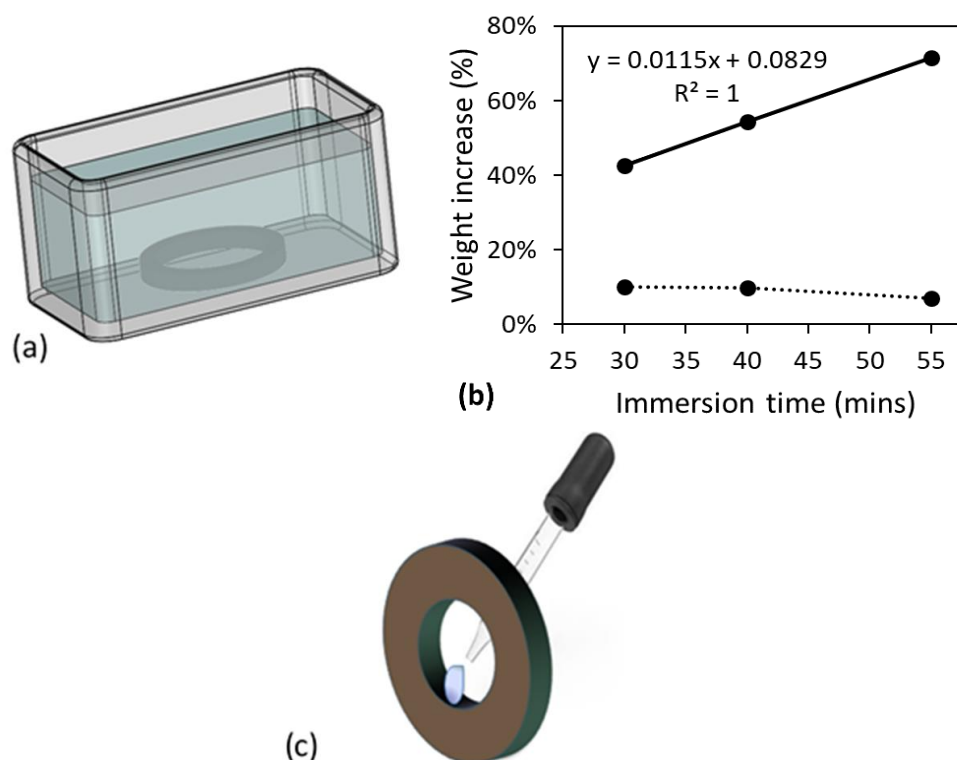 (a)
80%
60%
40%
20%
0%
Weight increase (%)
y = 0.0115x + 0.0829
R² = 1
25 30 35 40 45 50 55
(b)
Immersion time (mins)
(c)